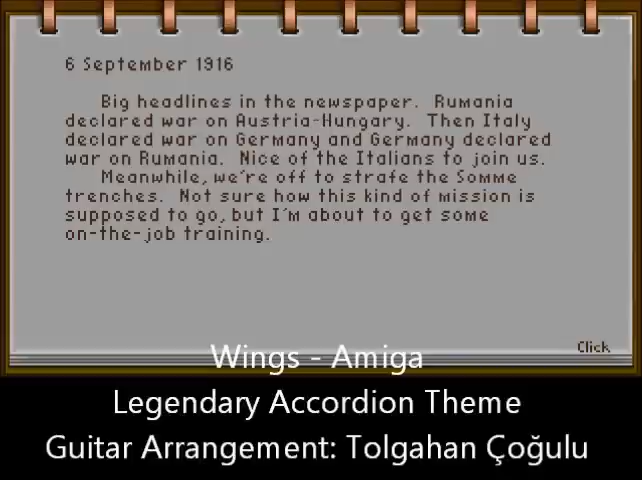 6 September 1916
Big headlines in the newspaper. Rumania
declared war on Austria-Hungary. Then Italy
declared war on Germany and Germany declared
war on Rumania. Nice of the Italians to join us.
Meanwhile, we're off to strafe the Somme
trenches. Not sure how this kind of mission is
supposed to go, but I'm about to get some
on-the-job training.
Click
Wings - Amiga
Legendary Accordion Theme
Guitar Arrangement: Tolgahan Çoğulu